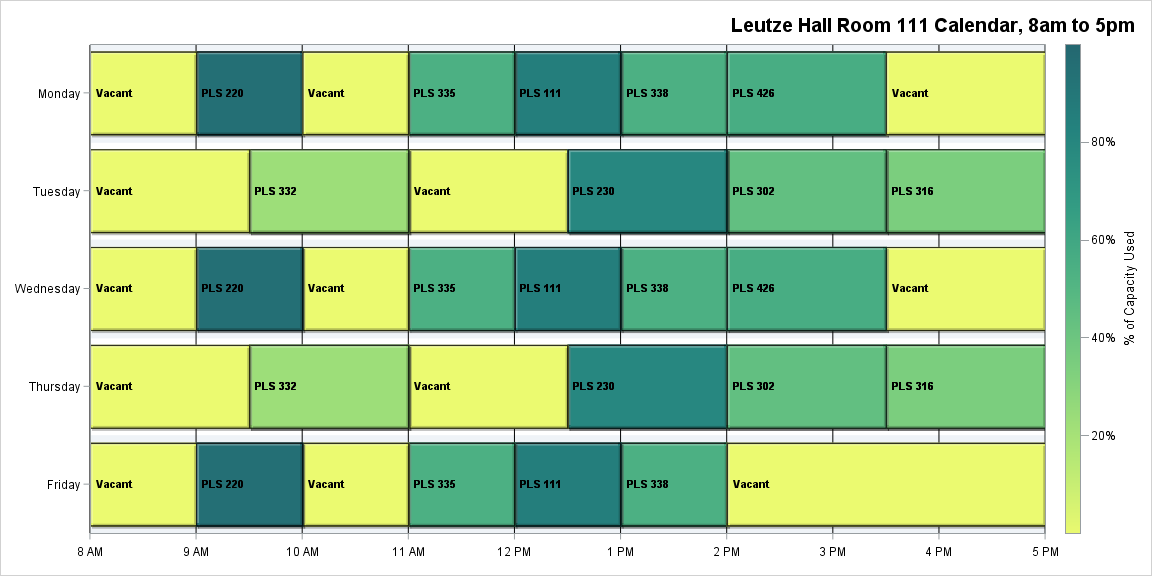 Leutze Hall Room 111 Calendar, 8am to 5pm
Monday
Vacant
PLS 220
Vacant
PLS 335
PLS 111
PLS 338
PLS 426
Vacant
Tuesday
Vacant
PLS 332
Vacant
PLS 230
PLS 302
PLS 316
Wednesday
Vacant
PLS 220
Vacant
PLS 335
PLS 111
PLS 338
PLS 426
Vacant
Thursday
Vacant
PLS 332
Vacant
PLS 230
PLS 302
PLS 316
Friday
Vacant
PLS 220
Vacant
PLS 335
PLS 111
PLS 338
Vacant
8 AM
9 AM
10 AM
11 AM
12 PM
1 PM
2 PM
3 PM
4 PM
5 PM
80%
60%
40%
20%
% of Capacity Used